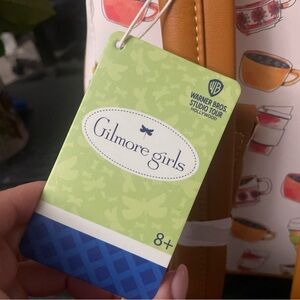 WB
WARNER BROS.
STUDIO TOUR
HOLLYWOOD
Gilmore girls
8+